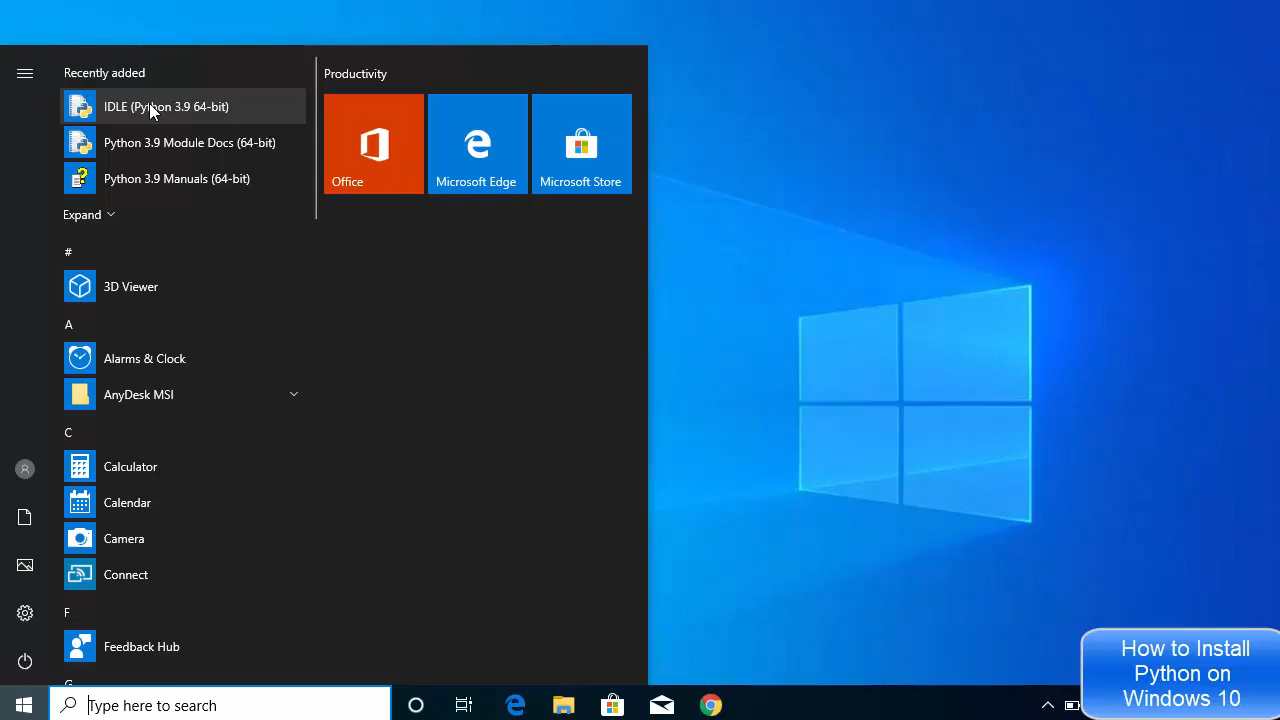 Recently added
IDLE (Python 3.9 64-bit)
Python 3.9 Module Docs (64-bit)
Python 3.9 Manuals (64-bit)
Expand
#
3D Viewer
A
Alarms & Clock
AnyDesk MSI
C
Calculator
Calendar
Camera
Connect
F
Feedback Hub
Productivity
Office
Microsoft Edge
Microsoft Store
Type here to search
How to Install
Python on
Windows 10